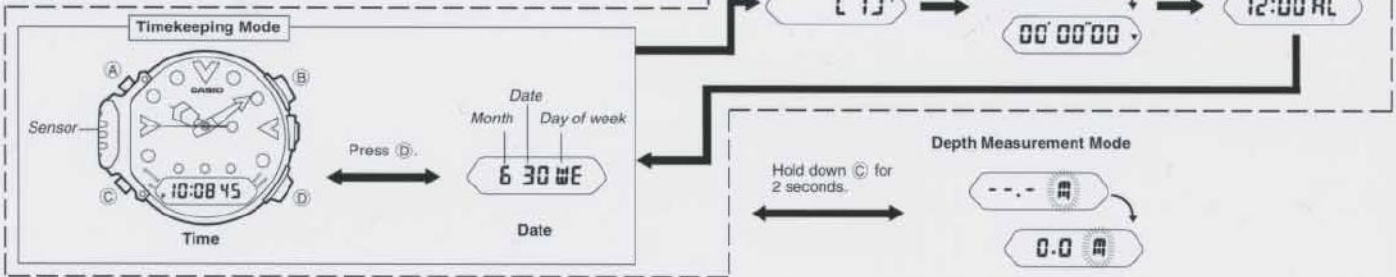 00'00"00
12:00 AL
Timekeeping Mode
A
B
CASIO
Sensor
C
D
10:08 45
Time
Press D.
Date
Month Day of week
6 30 WE
Date
Hold down C for
2 seconds.
Depth Measurement Mode
--.- M
0.0 M